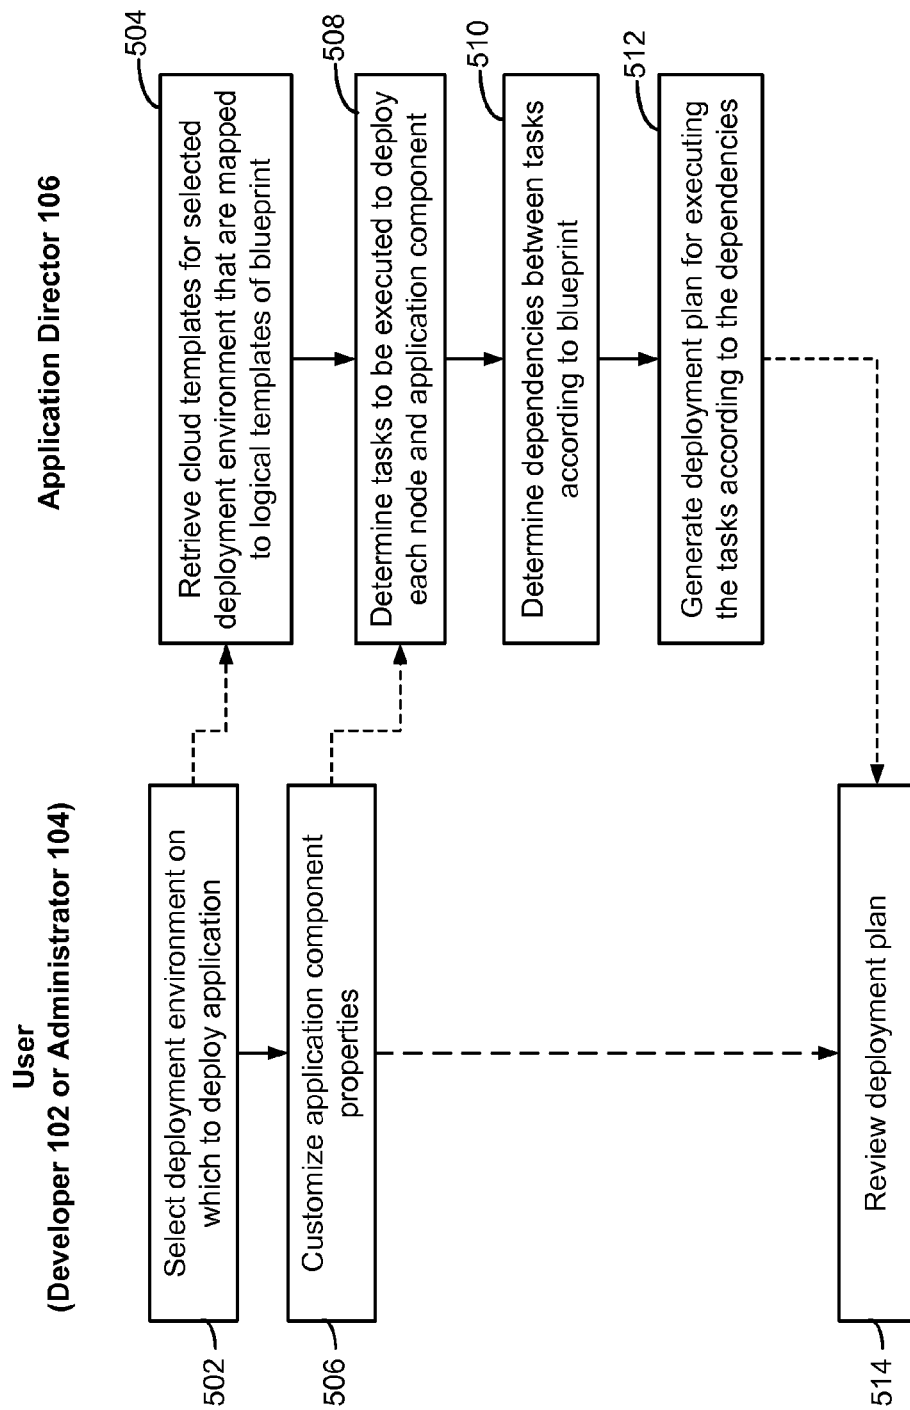 User
(Developer 102 or Administrator 104)
Application Director 106
502
Select deployment environment on
which to deploy application
504
Retrieve cloud templates for selected
deployment environment that are mapped
to logical templates of blueprint
506
Customize application component
properties
508
Determine tasks to be executed to deploy
each node and application component
510
Determine dependencies between tasks
according to blueprint
512
Generate deployment plan for executing
the tasks according to the dependencies
514
Review deployment plan